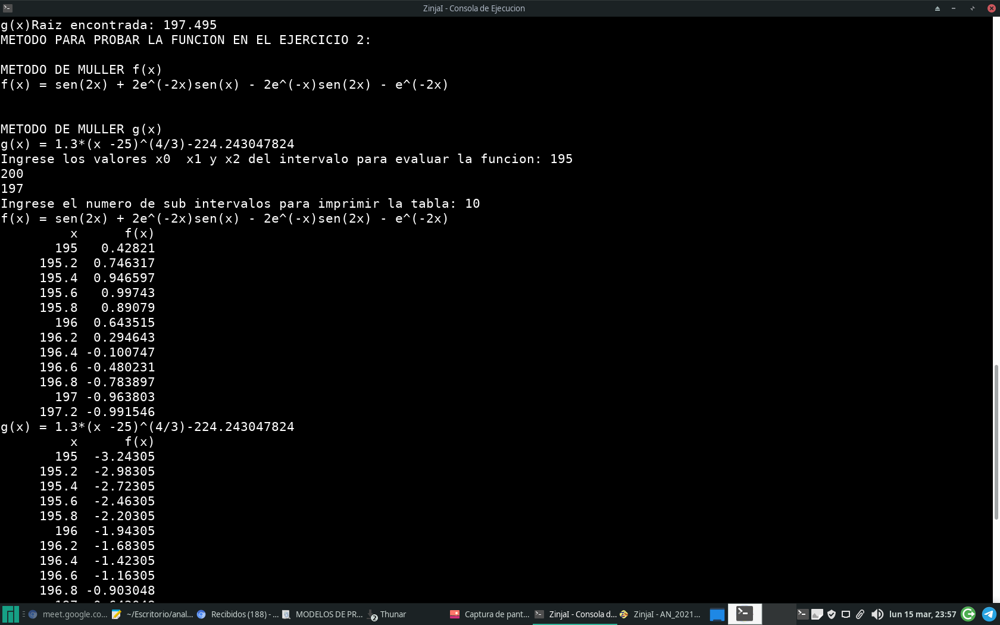 ZinjaI - Consola de Ejecucion
g(x)Raiz encontrada: 197.495
METODO PARA PROBAR LA FUNCION EN EL EJERCICIO 2:
METODO DE MULLER f(x)
f(x) = sen(2x) + 2e^(-2x)sen(x) - 2e^(-x)sen(2x) - e^(-2x)
METODO DE MULLER g(x)
g(x) = 1.3*(x -25)^(4/3)-224.243047824
Ingrese los valores x0  x1 y x2 del intervalo para evaluar la funcion: 195
200
197
Ingrese el numero de sub intervalos para imprimir la tabla: 10
f(x) = sen(2x) + 2e^(-2x)sen(x) - 2e^(-x)sen(2x) - e^(-2x)
x f(x)
195 0.42821
195.2 0.746317
195.4 0.946597
195.6 0.99743
195.8 0.89079
196 0.643515
196.2 0.294643
196.4 -0.100747
196.6 -0.480231
196.8 -0.783897
197 -0.963803
197.2 -0.991546
g(x) = 1.3*(x -25)^(4/3)-224.243047824
x f(x)
195 -3.24305
195.2 -2.98305
195.4 -2.72305
195.6 -2.46305
195.8 -2.20305
196 -1.94305
196.2 -1.68305
196.4 -1.42305
196.6 -1.16305
196.8 -0.903048
meet.google.co... ~/Escritorio/anal... Recibidos (188) - ... MODELOS DE PR... 2 Thunar Captura de pant... ZinjaI - Consola d... ZinjaI - AN_2021... lun 15 mar, 23:57